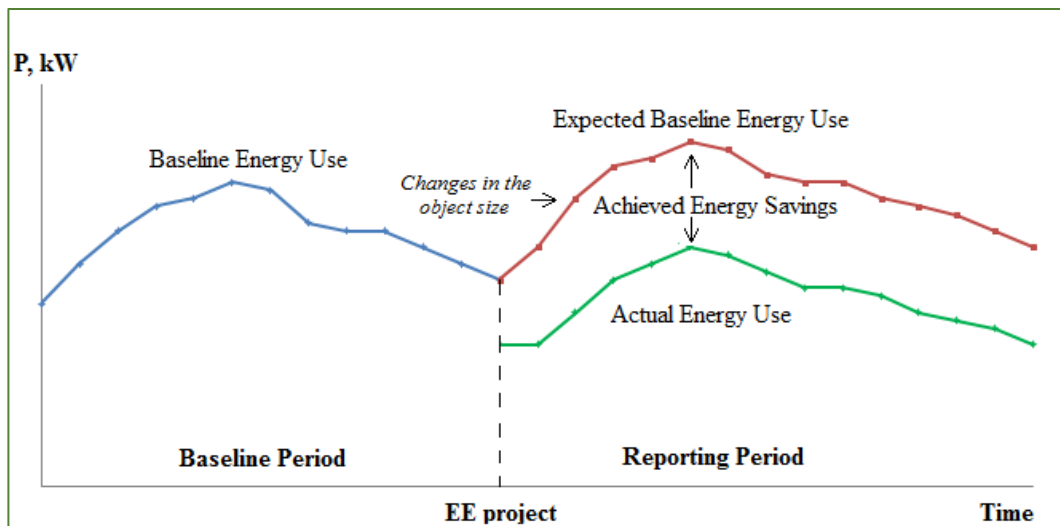 P, kW
Expected Baseline Energy Use
Baseline Energy Use
Changes in the
object size
Achieved Energy Savings
Actual Energy Use
Baseline Period
Reporting Period
EE project
Time